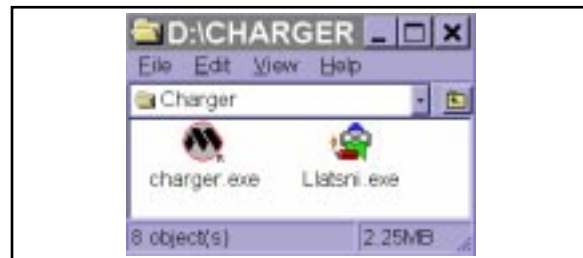 D:\CHARGER
File Edit View Help
Charger
charger.exe Llatsni.exe
8 object(s) 2.25MB